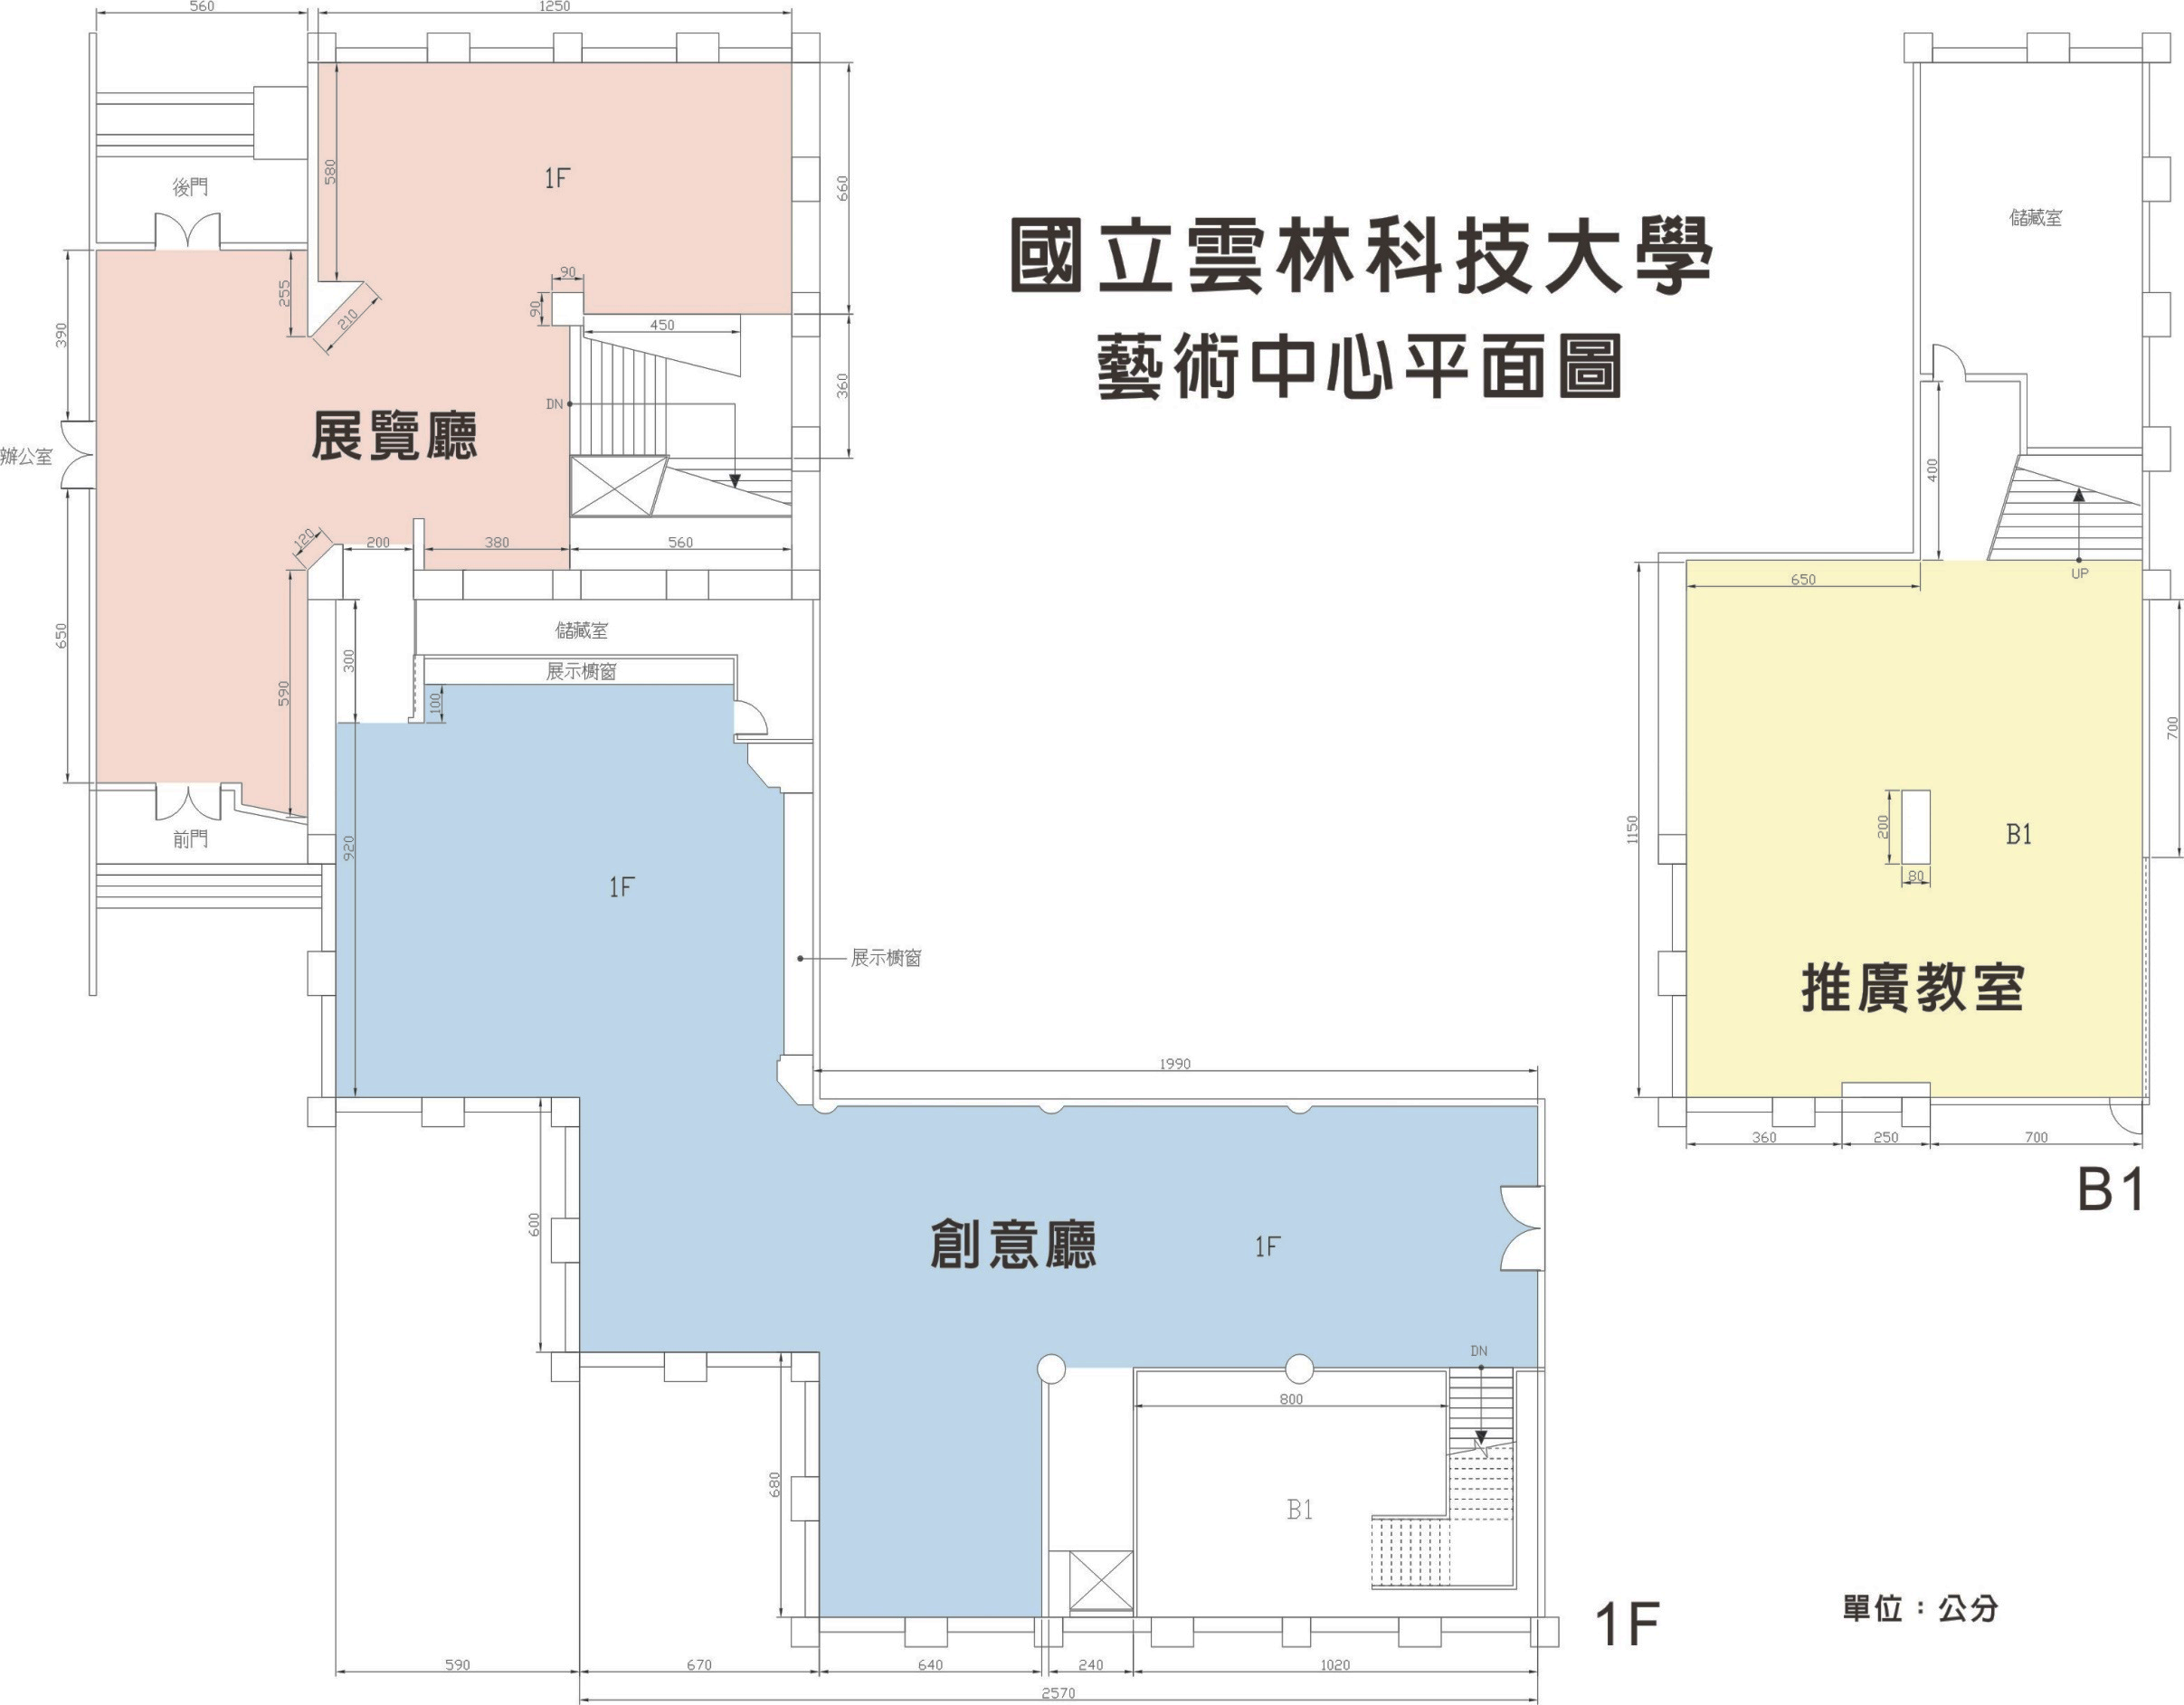 560
1250
後門
580
1F
660
儲藏室
國立雲林科技大學
藝術中心平面圖
255
210
90
90
450
390
360
DN
展覽廳
辦公室
400
120
200
380
560
650
UP
650
590
300
儲藏室
展示櫥窗
100
700
前門
920
1F
1150
200
80
B1
展示櫥窗
推廣教室
1990
360
250
700
B1
600
創意廳
1F
DN
800
680
B1
1F
單位：公分
590
670
640
240
1020
2570